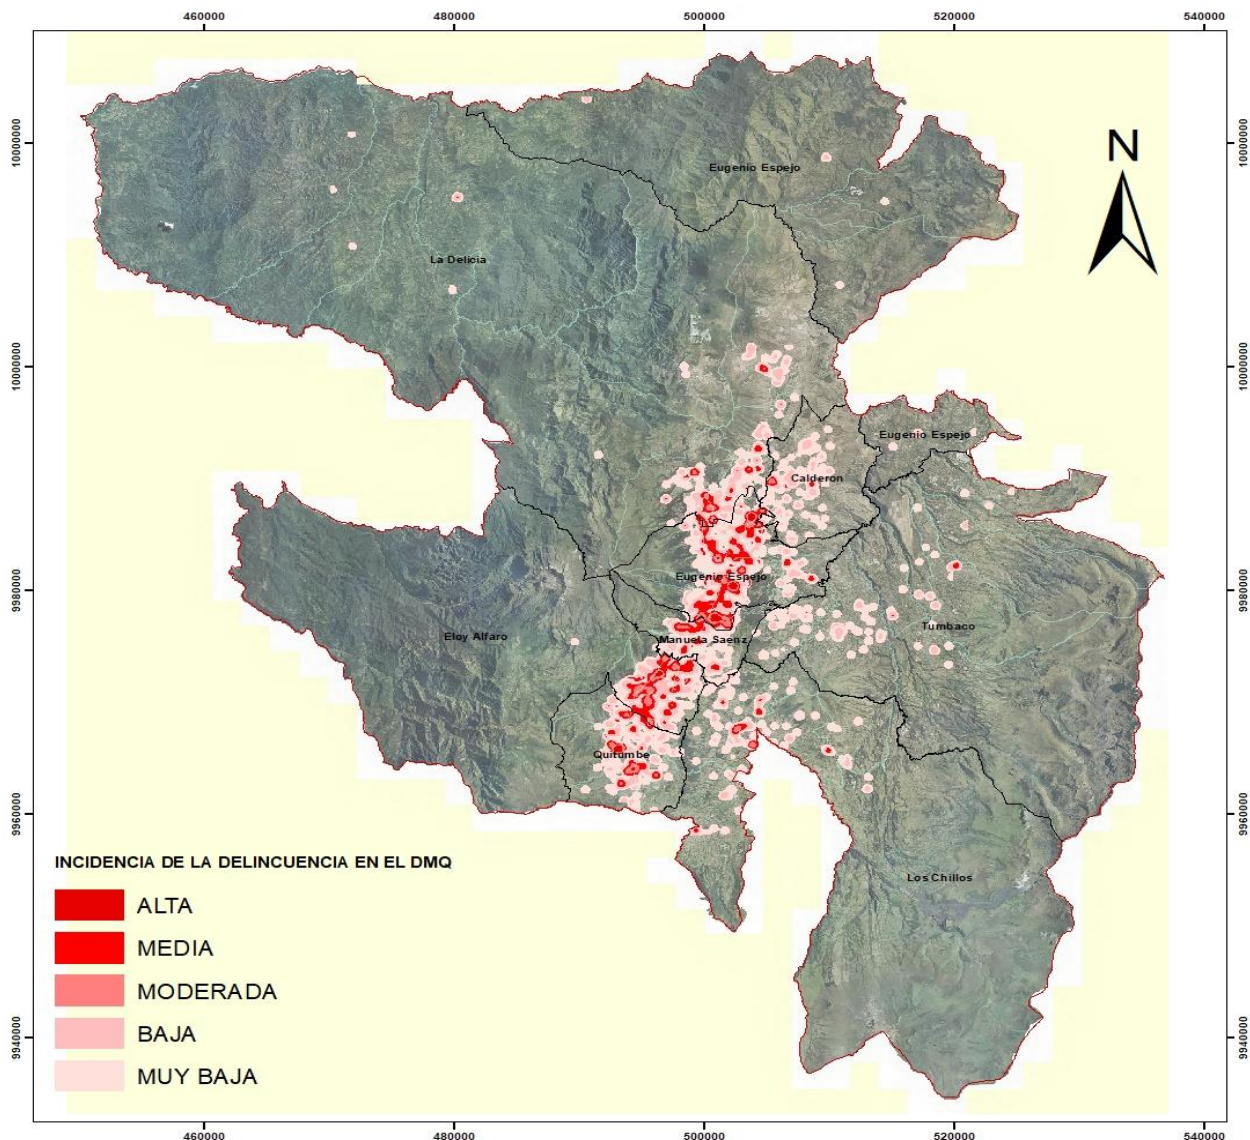 460000 480000 500000 520000 540000
10000000
10000000
9980000
9960000
9940000
10000000
10000000
9980000
9960000
9940000
N
Eugenio Espejo
La Delicia
Eugenio Espejo
Calderon
Eugenio Espejo
Eloy Alfaro
Manuela Saenz
Tumbaco
Quitumbe
Los Chillos
INCIDENCIA DE LA DELINCUENCIA EN EL DMQ
ALTA
MEDIA
MODERADA
BAJA
MUY BAJA
460000 480000 500000 520000 540000